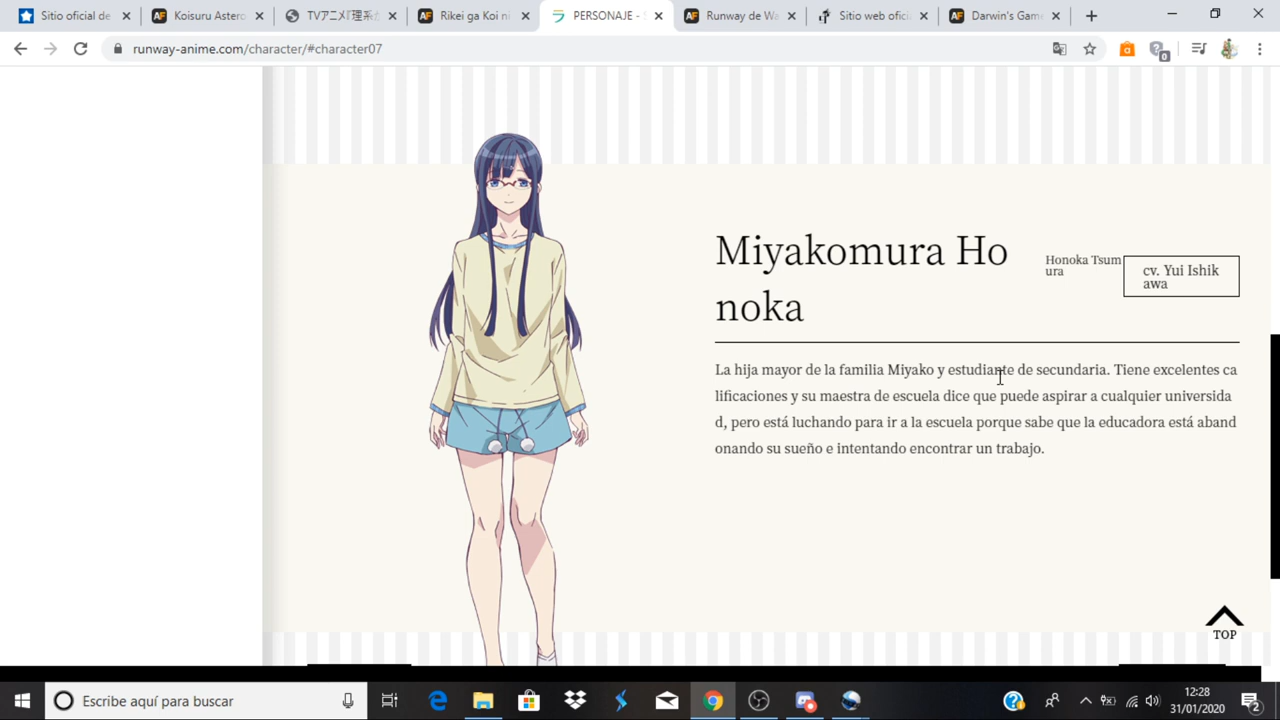 Sitio oficial de
Koisuru Astero
TVアニメ『理系が
Rikei ga Koi ni
PERSONAJE - S
Runway de Wa
Sitio web ofici
Darwin's Game
runway-anime.com/character/#character07
0
Miyakomura Ho
noka
Honoka Tsum
ura
cv. Yui Ishik
awa
La hija mayor de la familia Miyako y estudiante de secundaria. Tiene excelentes ca
lificaciones y su maestra de escuela dice que puede aspirar a cualquier universida
d, pero está luchando para ir a la escuela porque sabe que la educadora está aband
onando su sueño e intentando encontrar un trabajo.
TOP
Escribe aquí para buscar
12:28
31/01/2020
2